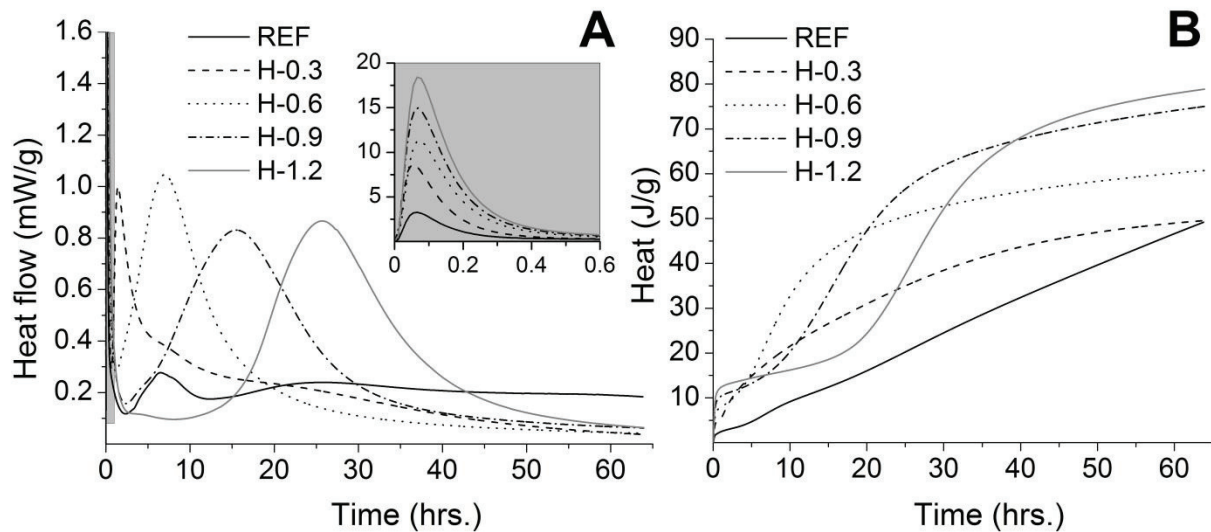 A
REF
H-0.3
H-0.6
H-0.9
H-1.2
Heat flow (mW/g)
1.6
1.4
1.2
1.0
0.8
0.6
0.4
0.2
0 10 20 30 40 50 60
Time (hrs.)
20
15
10
5
0 0.2 0.4 0.6
B
REF
H-0.3
H-0.6
H-0.9
H-1.2
Heat (J/g)
90
80
70
60
50
40
30
20
10
0 10 20 30 40 50 60
Time (hrs.)